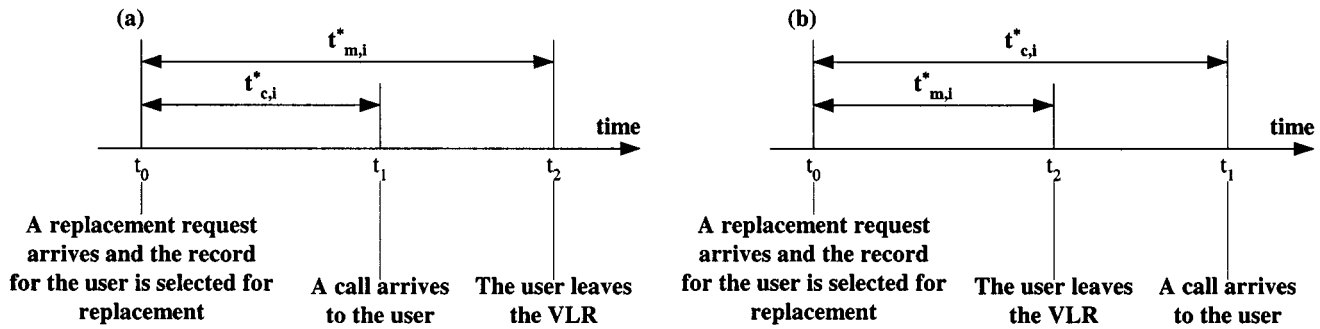 (a)
t*m,i
t*c,i
time
t0
t1
t2
A replacement request
arrives and the record
for the user is selected for
replacement
A call arrives
to the user
The user leaves
the VLR
(b)
t*c,i
t*m,i
time
t0
t2
t1
A replacement request
arrives and the record
for the user is selected for
replacement
The user leaves
the VLR
A call arrives
to the user